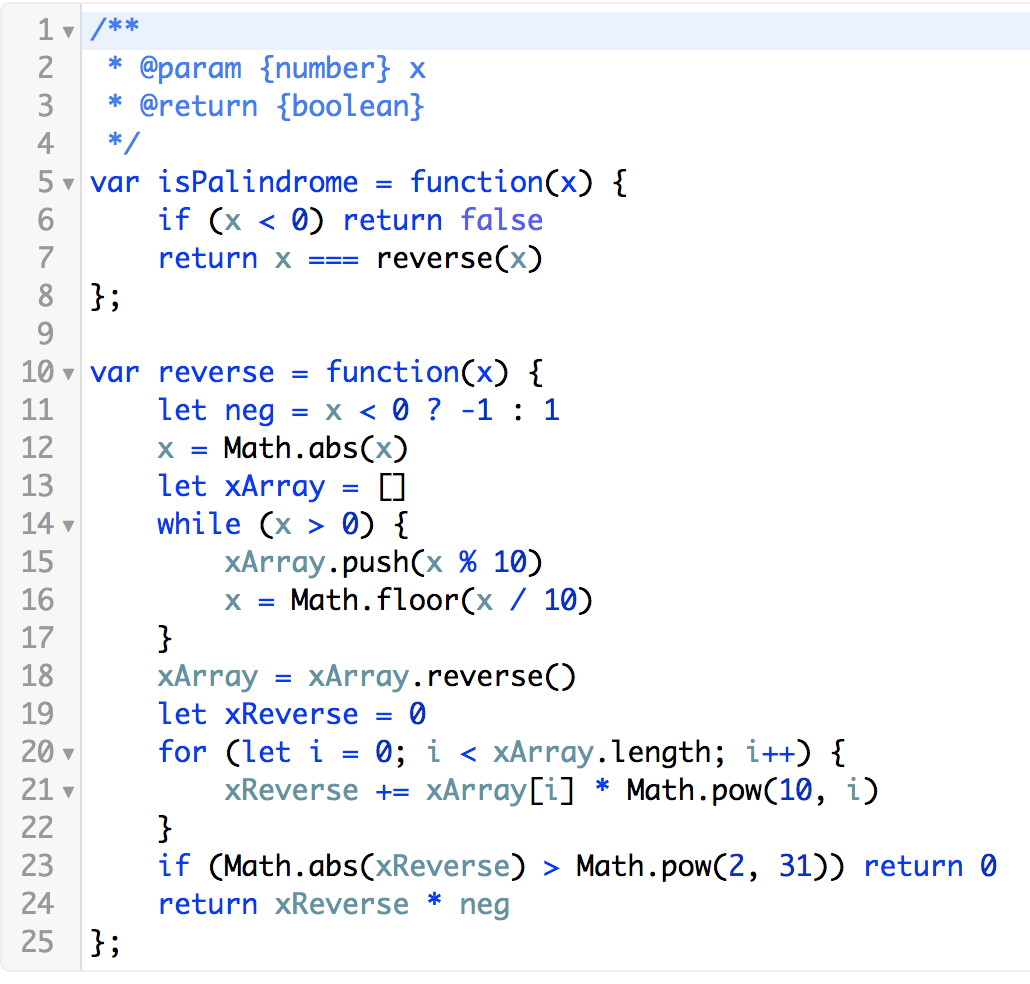 1 /**
2  * @param {number} x
3  * @return {boolean}
4  */
5 var isPalindrome = function(x) {
6     if (x < 0) return false
7     return x === reverse(x)
8 };
9
10 var reverse = function(x) {
11     let neg = x < 0 ? -1 : 1
12     x = Math.abs(x)
13     let xArray = []
14     while (x > 0) {
15         xArray.push(x % 10)
16         x = Math.floor(x / 10)
17     }
18     xArray = xArray.reverse()
19     let xReverse = 0
20     for (let i = 0; i < xArray.length; i++) {
21         xReverse += xArray[i] * Math.pow(10, i)
22     }
23     if (Math.abs(xReverse) > Math.pow(2, 31)) return 0
24     return xReverse * neg
25 };